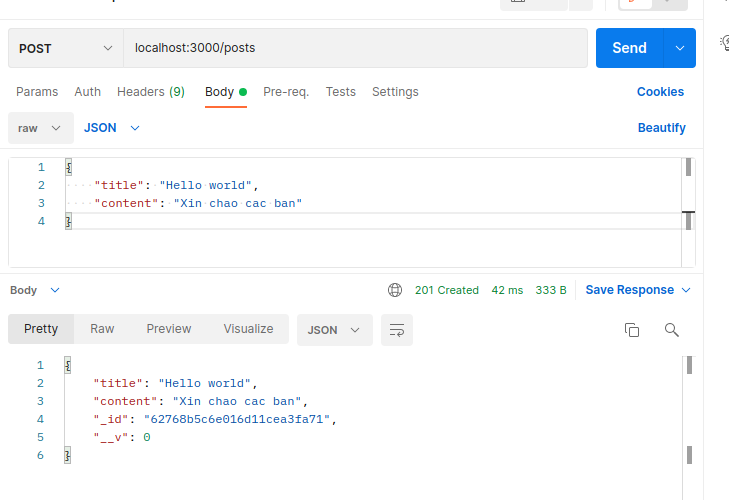 POST localhost:3000/posts Send
Params Auth Headers (9) Body Pre-req. Tests Settings Cookies
raw JSON Beautify
1 {
2 "title": "Hello world",
3 "content": "Xin chao cac ban"
4 }
Body 201 Created 42 ms 333 B Save Response
Pretty Raw Preview Visualize JSON
1 {
2 "title": "Hello world",
3 "content": "Xin chao cac ban",
4 "_id": "62768b5c6e016d11cea3fa71",
5 "__v": 0
6 }